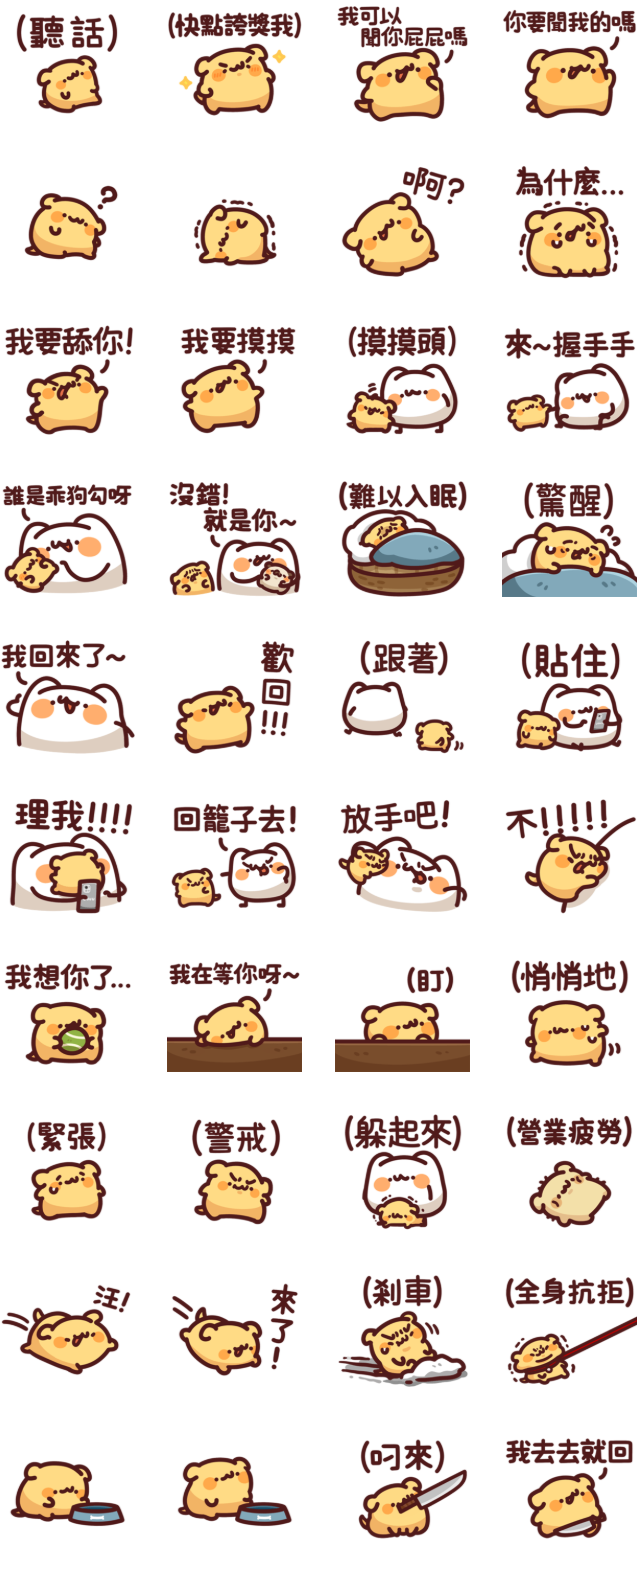 (聽話)
(快點誇獎我)
我可以
聞你屁屁嗎
你要聞我的嗎
?
啊?
為什麼...
我要舔你!
我要摸摸
(摸摸頭)
來~握手手
誰是乖狗勾呀
沒錯!
就是你~
(難以入眠)
(驚醒)
我回來了~
歡回!!!
(跟著)
(貼住)
理我!!!!
回籠子去!
放手吧!
不!!!!!
我想你了...
我在等你呀~
(盯)
(悄悄地)
(緊張)
(警戒)
(躲起來)
(營業疲勞)
汪!
來了!
(剎車)
(全身抗拒)
(叼來)
我去去就回